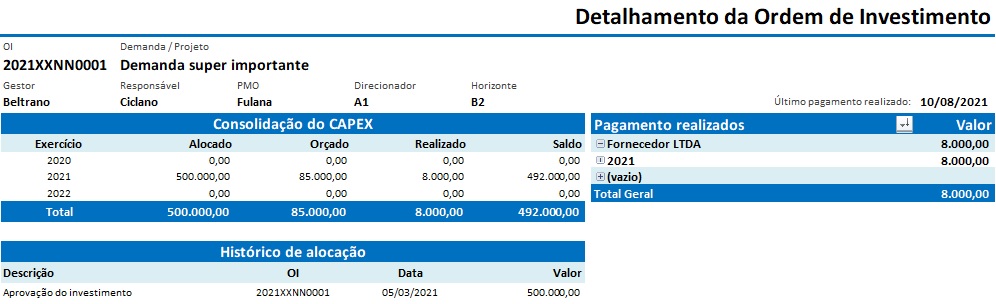 Detalhamento da Ordem de Investimento
OI Demanda / Projeto
2021XXNN0001 Demanda super importante
Gestor Responsável PMO Direcionador Horizonte
Beltrano Ciclano Fulana A1 B2
Último pagamento realizado: 10/08/2021
Consolidação do CAPEX
Exercício Alocado Orçado Realizado Saldo
2020 0,00 0,00 0,00 0,00
2021 500.000,00 85.000,00 8.000,00 492.000,00
2022 0,00 0,00 0,00 0,00
Total 500.000,00 85.000,00 8.000,00 492.000,00
Pagamento realizados Valor
Fornecedor LTDA 8.000,00
2021 8.000,00
(vazio)
Total Geral 8.000,00
Histórico de alocação
Descrição OI Data Valor
Aprovação do investimento 2021XXNN0001 05/03/2021 500.000,00